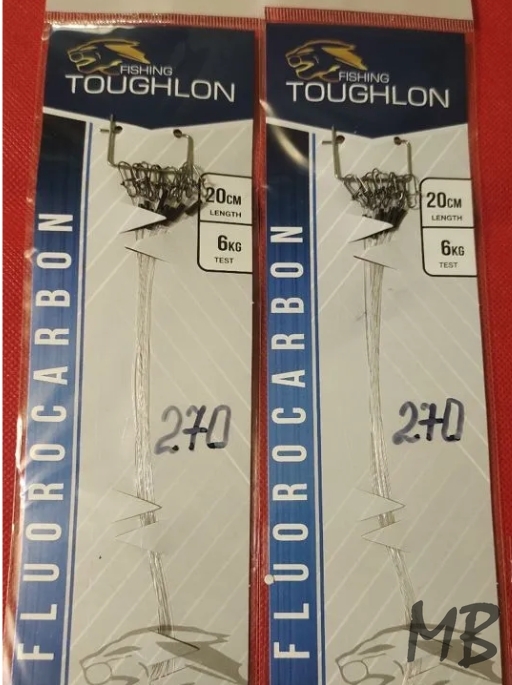 FISHING
TOUGHLON
20CM
LENGTH
6KG
TEST
FLUOROCARBON
270
FISHING
TOUGHLON
20CM
LENGTH
6KG
TEST
FLUOROCARBON
270
MB